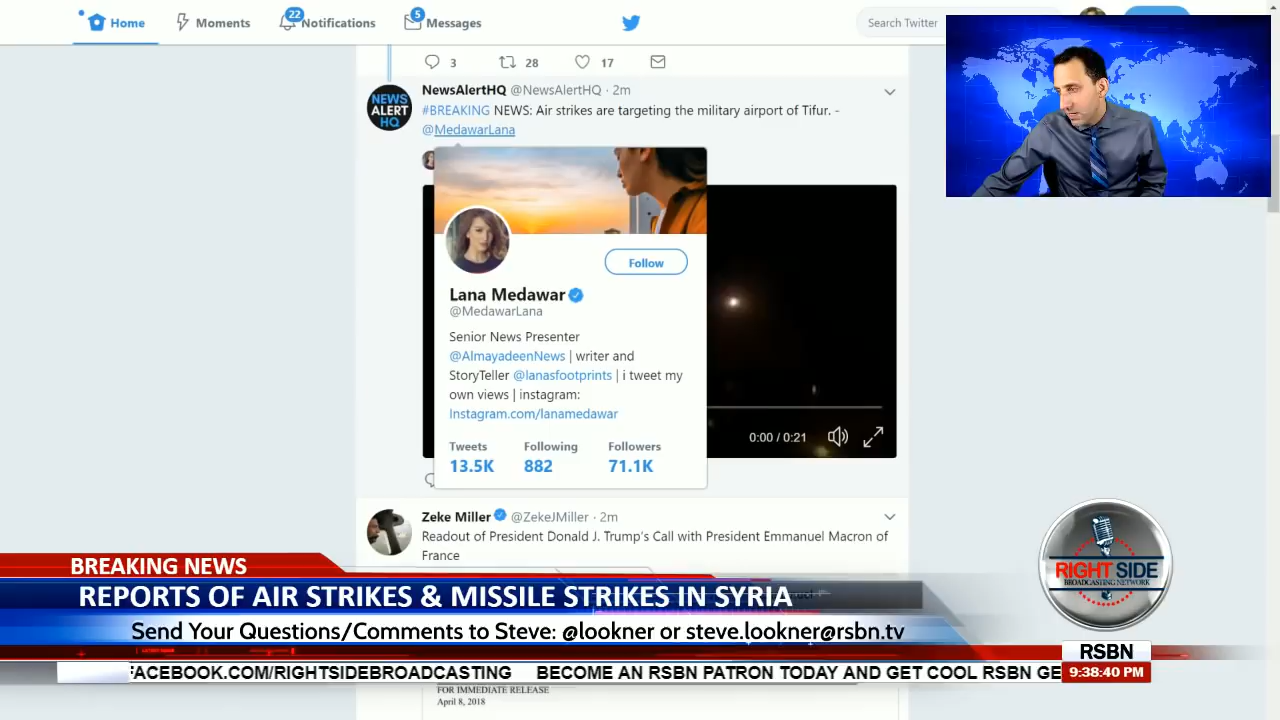 Home
Moments
22
Notifications
5
Messages
Search Twitter
3
28
17
NewsAlertHQ @NewsAlertHQ · 2m
NEWS
ALERT
HQ
#BREAKING NEWS: Air strikes are targeting the military airport of Tifur. -
@MedawarLana
Follow
Lana Medawar
@MedawarLana
Senior News Presenter
@AlmayadeenNews | writer and
StoryTeller @lanasfootprints | i tweet my
own views | instagram:
Instagram.com/lanamedawar
Tweets Following Followers
13.5K 882 71.1K
0:00 / 0:21
Zeke Miller @ZekeJMiller · 2m
Readout of President Donald J. Trump's Call with President Emmanuel Macron of
France
BREAKING NEWS
REPORTS OF AIR STRIKES & MISSILE STRIKES IN SYRIA
Send Your Questions/Comments to Steve: @lookner or steve.lookner@rsbn.tv
RIGHT SIDE
BROADCASTING NETWORK
RSBN
9:38:40 PM
FACEBOOK.COM/RIGHTSIDEBROADCASTING BECOME AN RSBN PATRON TODAY AND GET COOL RSBN GE
FOR IMMEDIATE RELEASE
April 8, 2018